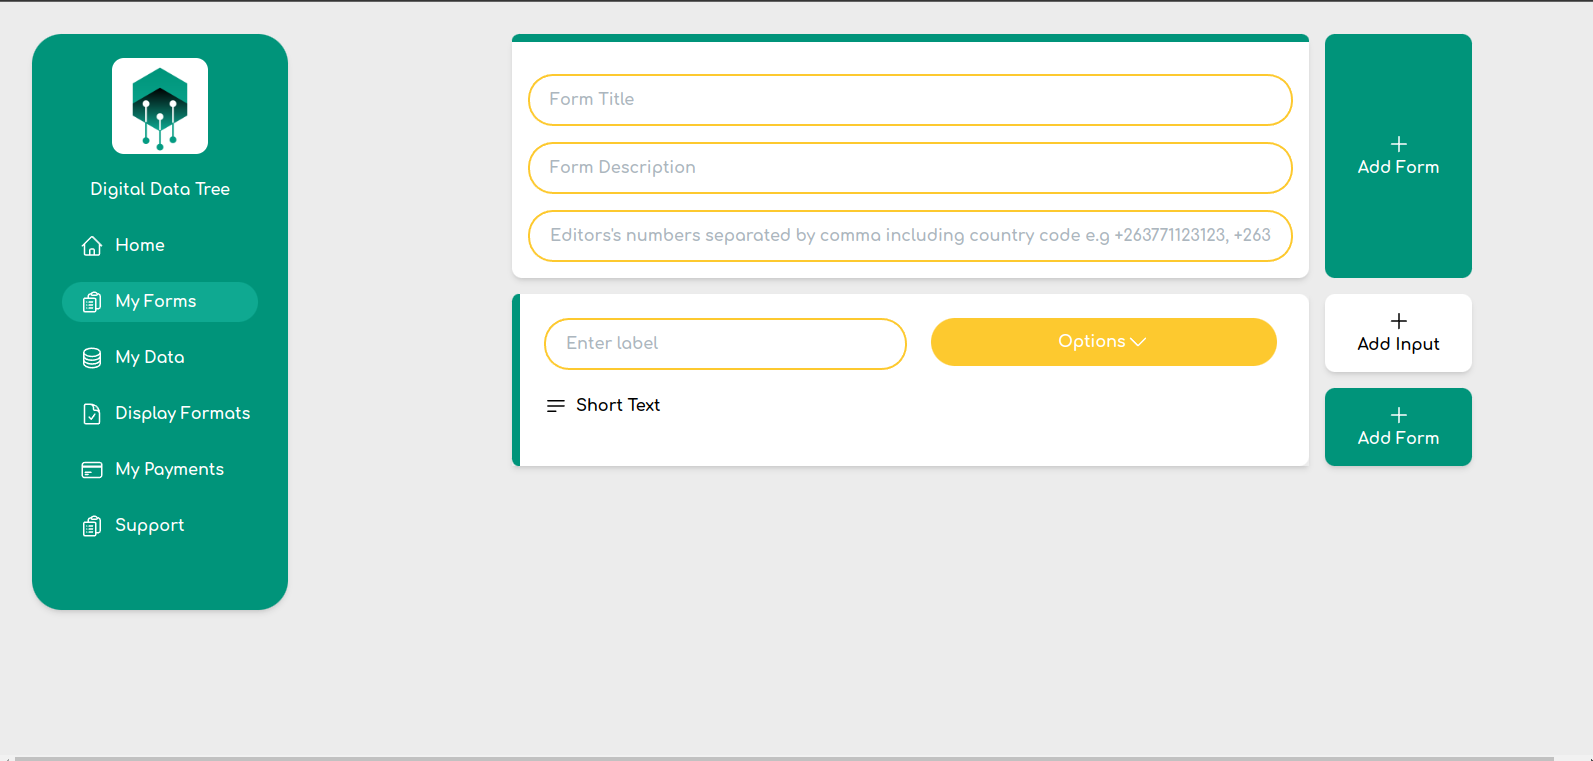 Digital Data Tree
Home
My Forms
My Data
Display Formats
My Payments
Support
Form Title
Form Description
Editors's numbers separated by comma including country code e.g +263771123123, +263
Add Form
Enter label
Options
Short Text
Add Input
Add Form